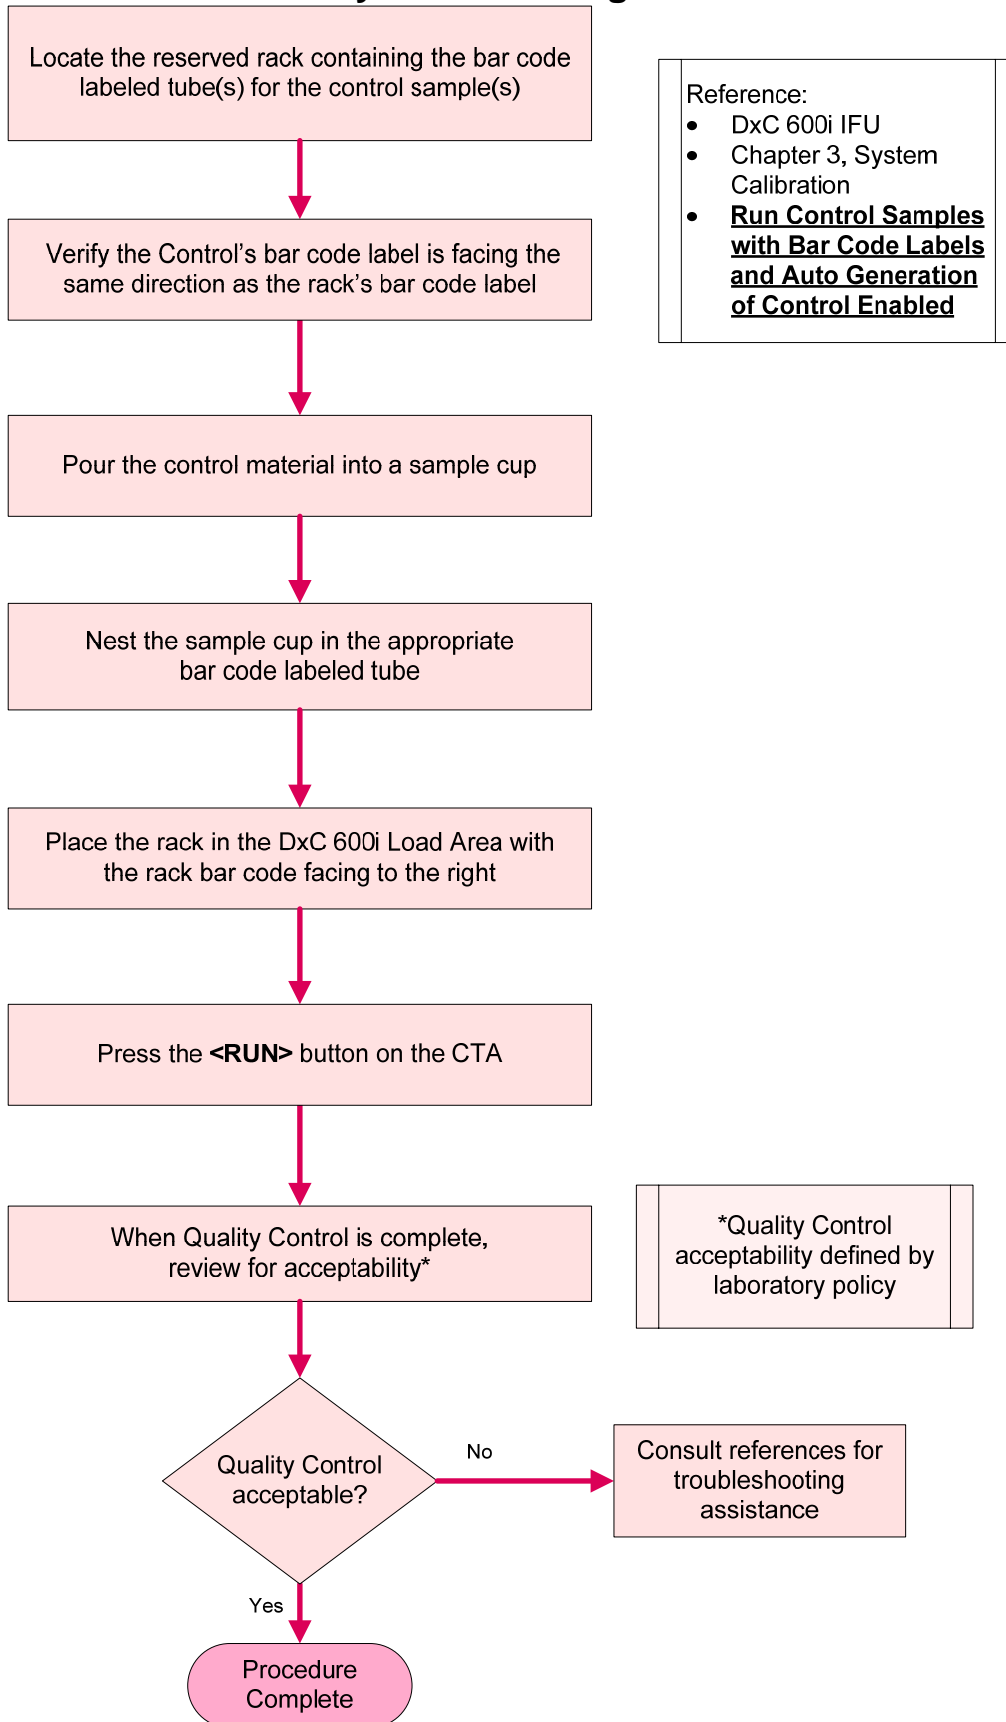 Locate the reserved rack containing the bar code
labeled tube(s) for the control sample(s)
Reference:
• DxC 600i IFU
• Chapter 3, System
Calibration
• Run Control Samples
with Bar Code Labels
and Auto Generation
of Control Enabled
Verify the Control's bar code label is facing the
same direction as the rack's bar code label
Pour the control material into a sample cup
Nest the sample cup in the appropriate
bar code labeled tube
Place the rack in the DxC 600i Load Area with
the rack bar code facing to the right
Press the <RUN> button on the CTA
When Quality Control is complete,
review for acceptability*
*Quality Control
acceptability defined by
laboratory policy
Quality Control
acceptable?
No
Consult references for
troubleshooting
assistance
Yes
Procedure
Complete